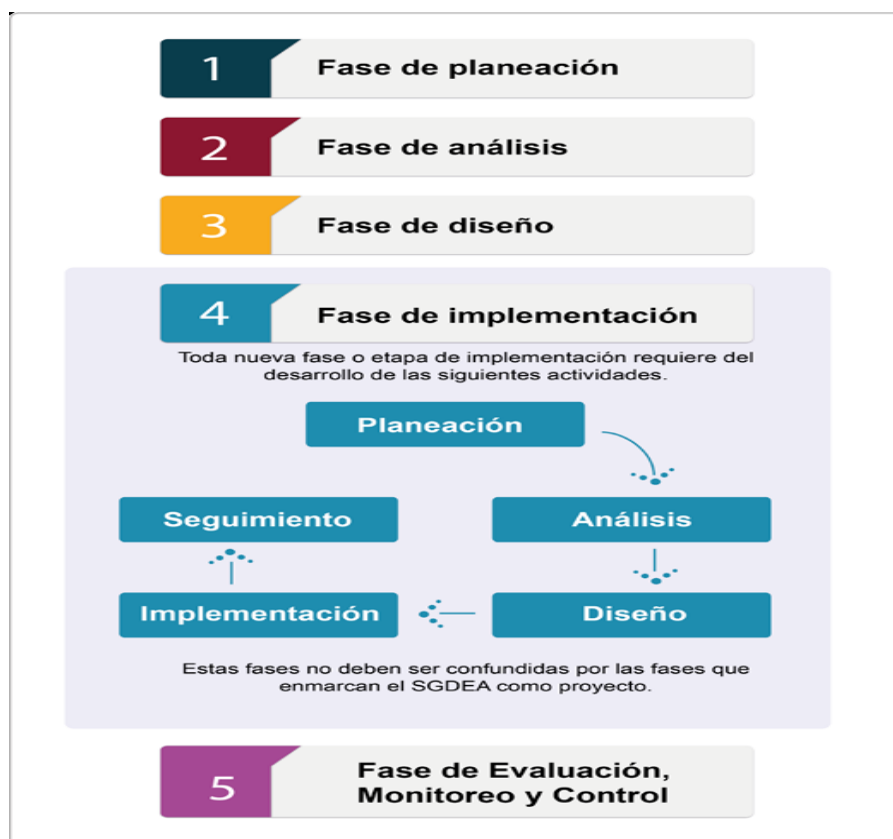 1
Fase de planeación
2
Fase de análisis
3
Fase de diseño
4
Fase de implementación
Toda nueva fase o etapa de implementación requiere del
desarrollo de las siguientes actividades.
Planeación
Seguimiento
Análisis
Implementación
Diseño
Estas fases no deben ser confundidas por las fases que
enmarcan el SGDEA como proyecto.
5
Fase de Evaluación,
Monitoreo y Control